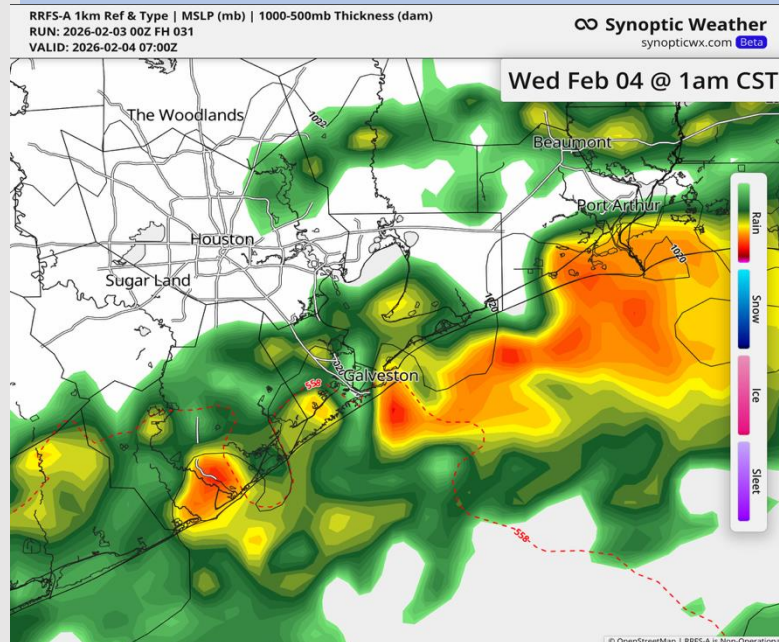 RRFS-A 1km Ref & Type | MSLP (mb) | 1000-500mb Thickness (dam)
RUN: 2026-02-03 00Z FH 031
VALID: 2026-02-04 07:00Z
Synoptic Weather
synopticwx.com Beta
Wed Feb 04 @ 1am CST
The Woodlands
1022
Beaumont
Port Arthur
Rain
Houston
1020
Sugar Land
Snow
1020
Galveston
558
Ice
Sleet
558
© OpenStreetMap | RRFS-A is Non-Operational